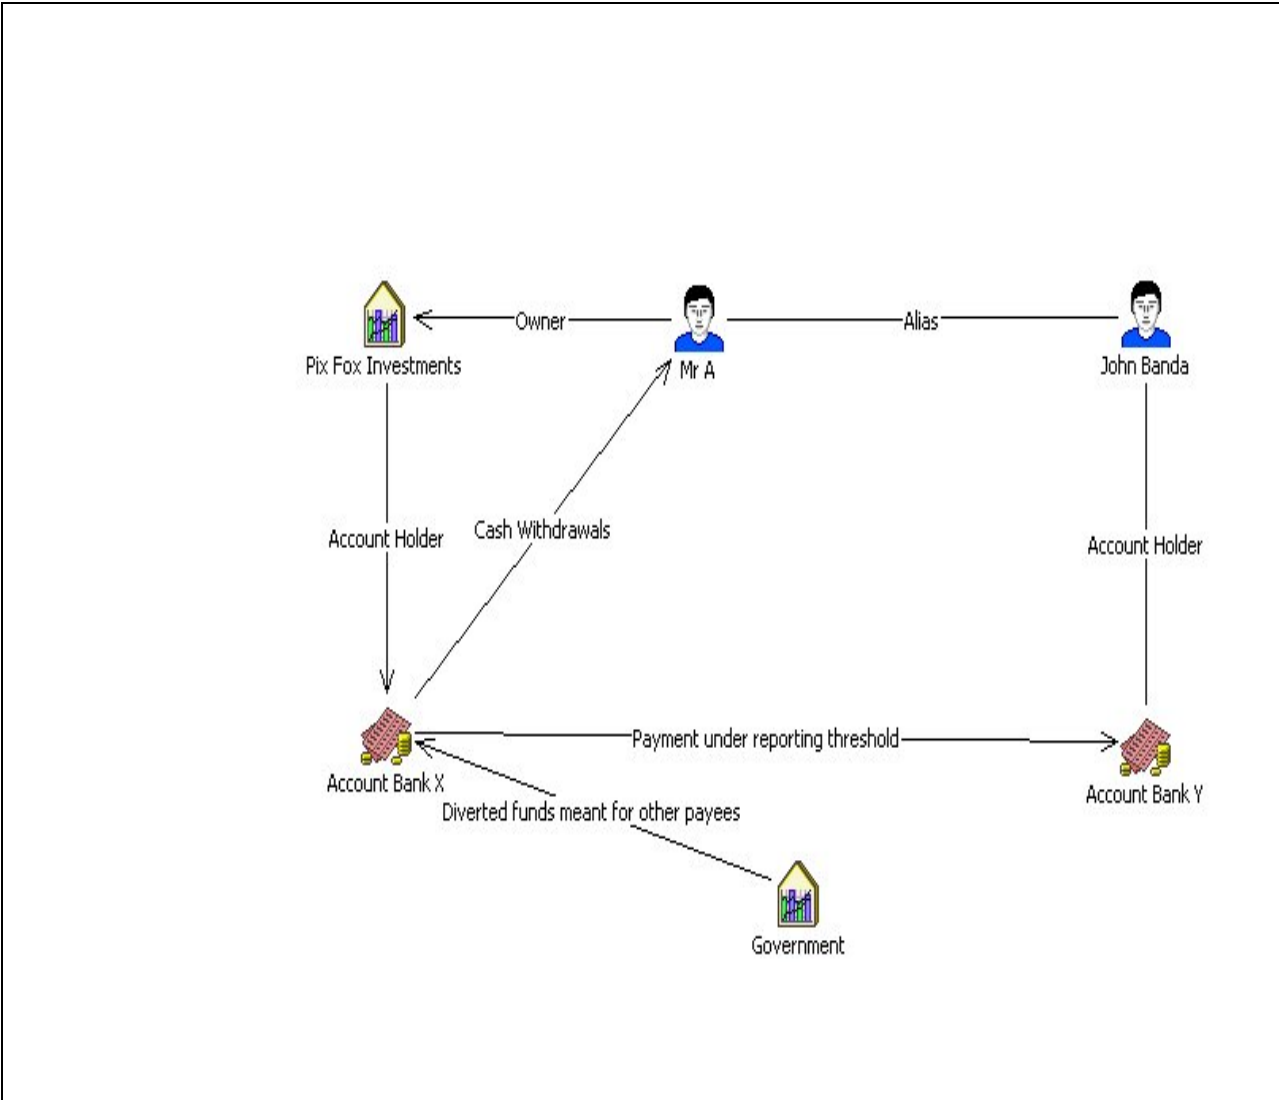 Owner
Alias
Pix Fox Investments
Mr A
John Banda
Cash Withdrawals
Account Holder
Account Holder
Payment under reporting threshold
Account Bank X
Account Bank Y
Diverted funds meant for other payees
Government